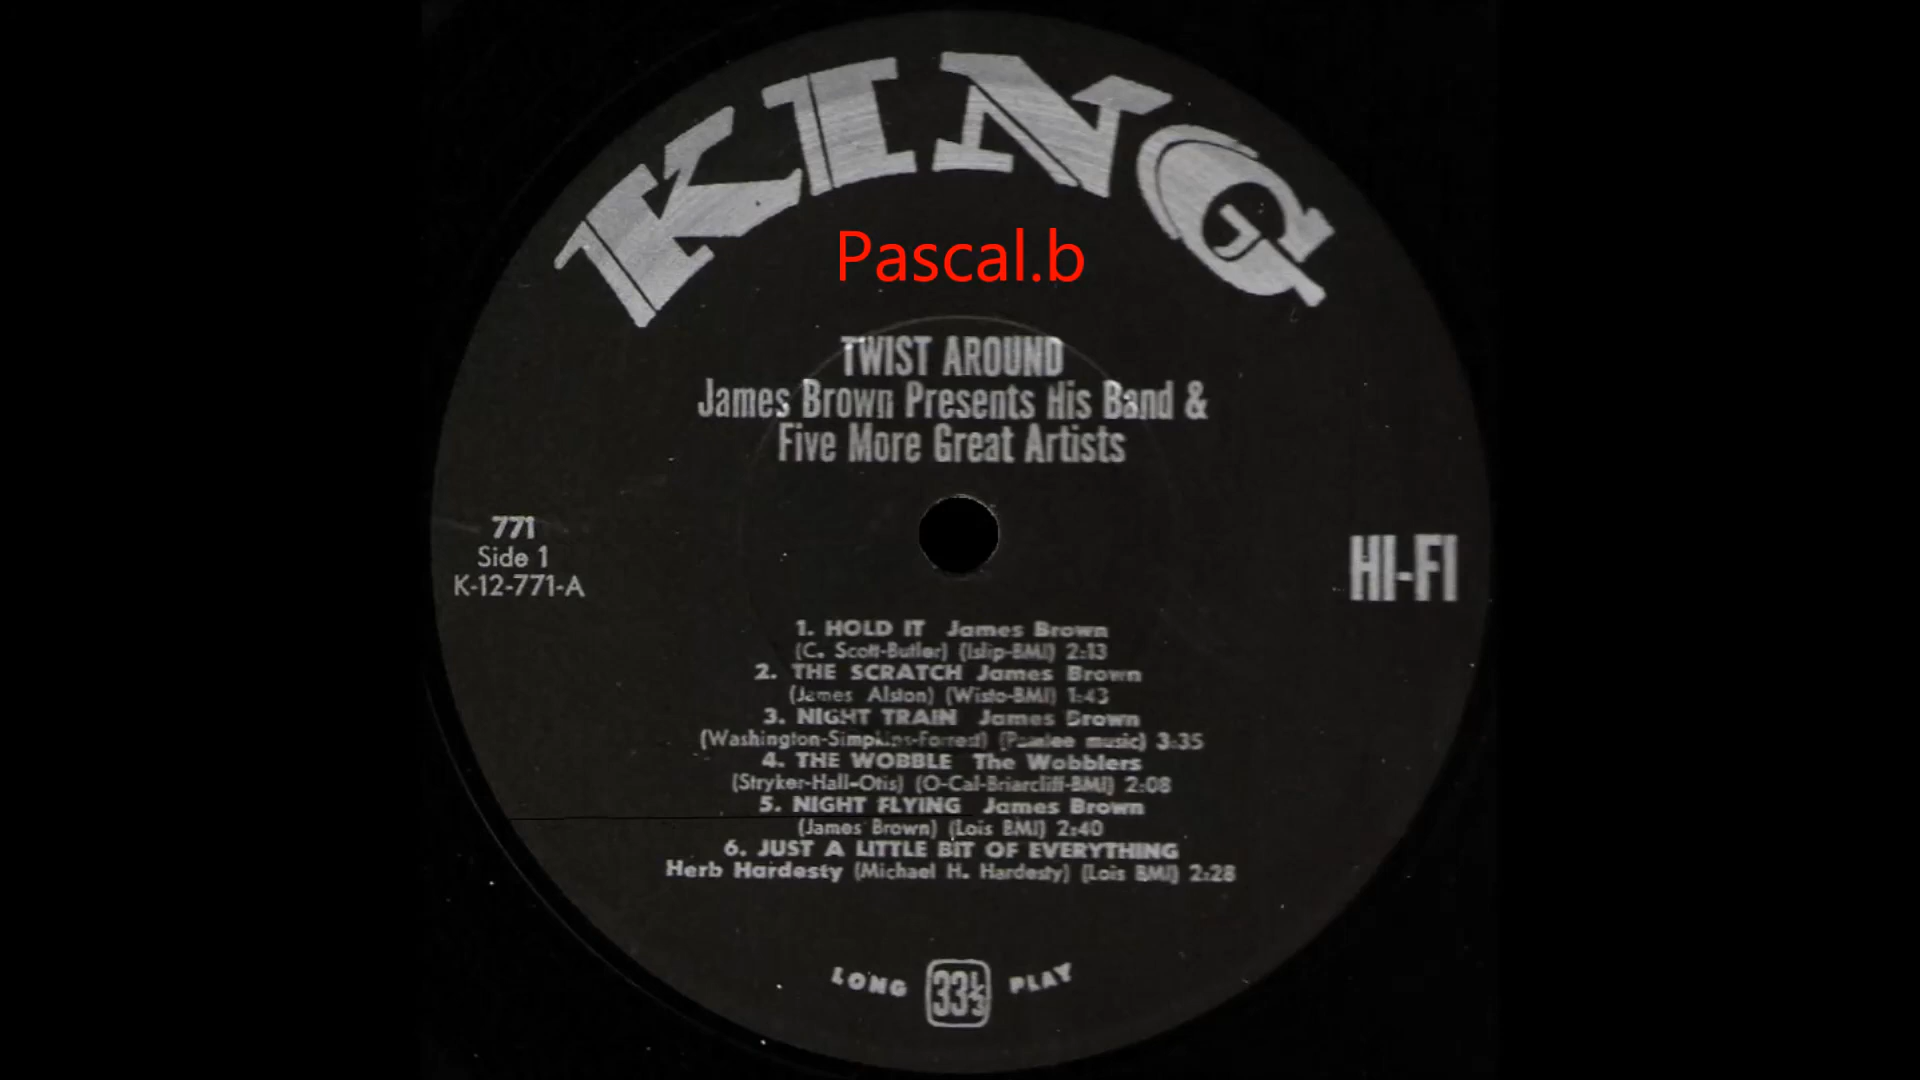 KING
Pascal.b
TWIST AROUND
James Brown Presents His Band &
Five More Great Artists
771
Side 1
K-12-771-A
HI-FI
1. HOLD IT James Brown
(C. Scott-Butler) (Islip-BMI) 2:13
2. THE SCRATCH James Brown
(James Alston) (Wisto-BMI) 1:43
3. NIGHT TRAIN James Brown
(Washington-Simpkins-Forrest) (Pamlee music) 3:35
4. THE WOBBLE The Wobblers
(Stryker-Hall-Otis) (O-Cal-Briarcliff-BMI) 2:08
5. NIGHT FLYING James Brown
(James Brown) (Lois BMI) 2:40
6. JUST A LITTLE BIT OF EVERYTHING
Herb Hardesty (Michael H. Hardesty) (Lois BMI) 2:28
LONG 33⅓ PLAY